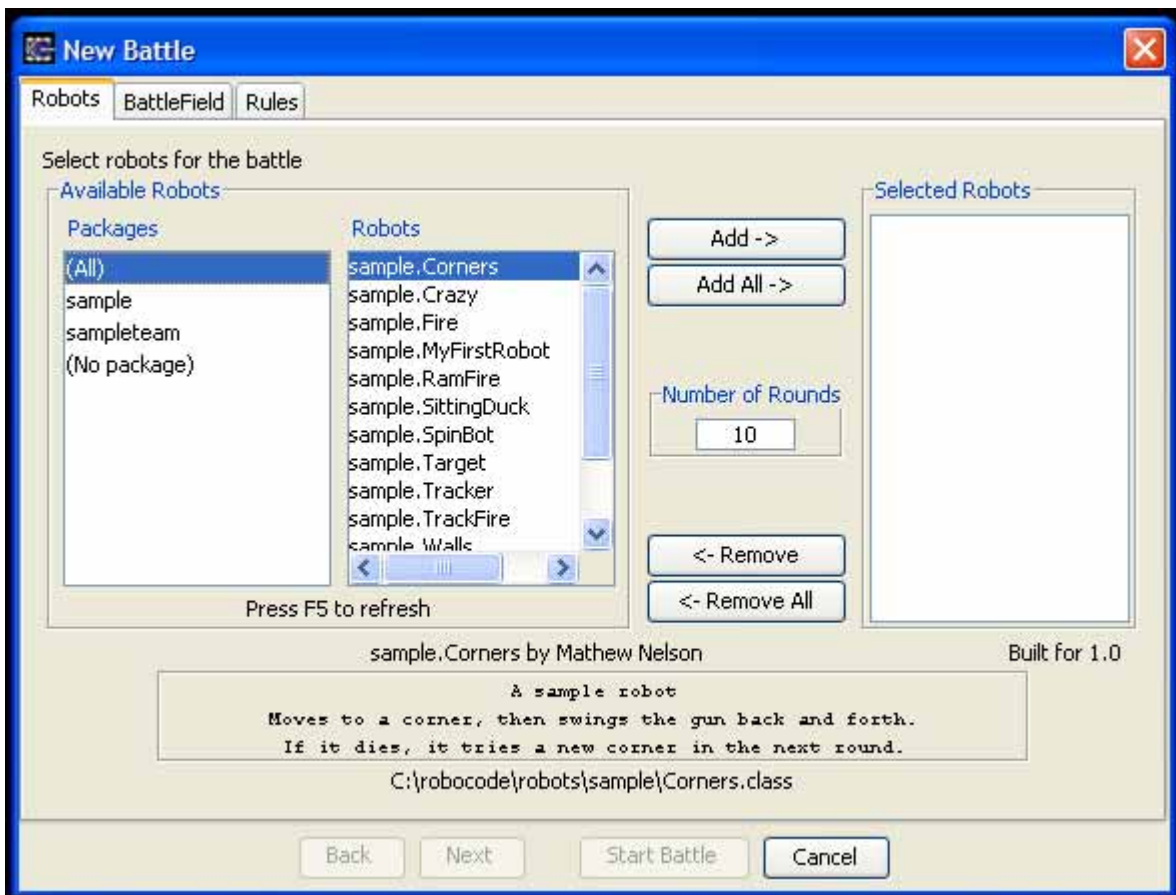 New Battle
Robots BattleField Rules
Select robots for the battle
Available Robots
Packages
(All)
sample
sampleteam
(No package)
Robots
sample.Corners
sample.Crazy
sample.Fire
sample.MyFirstRobot
sample.RamFire
sample.SittingDuck
sample.SpinBot
sample.Target
sample.Tracker
sample.TrackFire
sample.Walls
Press F5 to refresh
Add ->
Add All ->
Number of Rounds
10
<- Remove
<- Remove All
Selected Robots
sample.Corners by Mathew Nelson
Built for 1.0
A sample robot
Moves to a corner, then swings the gun back and forth.
If it dies, it tries a new corner in the next round.
C:\robocode\robots\sample\Corners.class
Back Next Start Battle Cancel